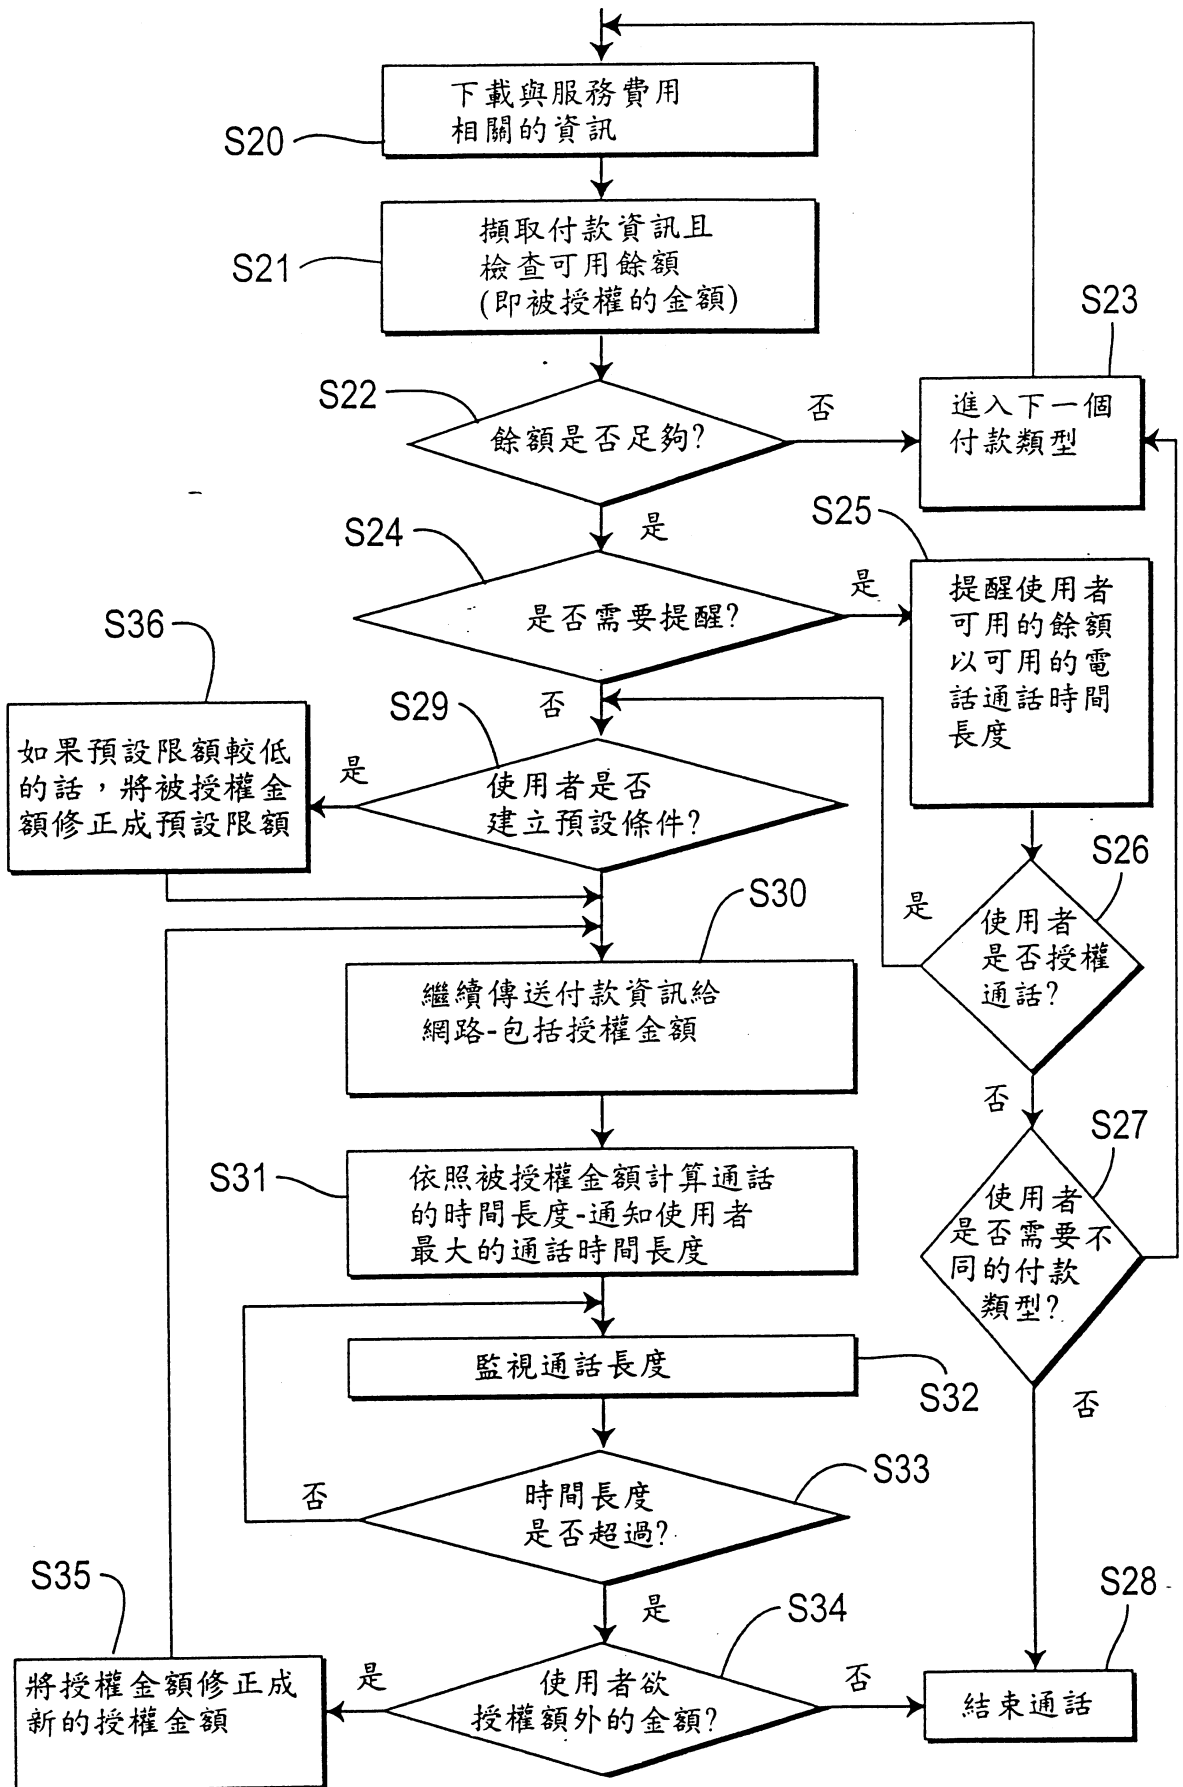 下載與服務費用
相關的資訊
S20
擷取付款資訊且
檢查可用餘額
(即被授權的金額)
S21
S23
進入下一個
付款類型
S22
餘額是否足夠?
否
是
S24
是否需要提醒?
是
否
S25
提醒使用者
可用的餘額
以可用的電
話通話時間
長度
S36
如果預設限額較低
的話,將被授權金
額修正成預設限額
S29
使用者是否
建立預設條件?
是
S26
使用者
是否授權
通話?
是
否
S30
繼續傳送付款資訊給
網路-包括授權金額
S27
使用者
是否需要不
同的付款
類型?
否
S31
依照被授權金額計算通話
的時間長度-通知使用者
最大的通話時間長度
監視通話長度
S32
S33
時間長度
是否超過?
否
是
S35
將授權金額修正成
新的授權金額
S34
使用者欲
授權額外的金額?
是
否
S28
結束通話